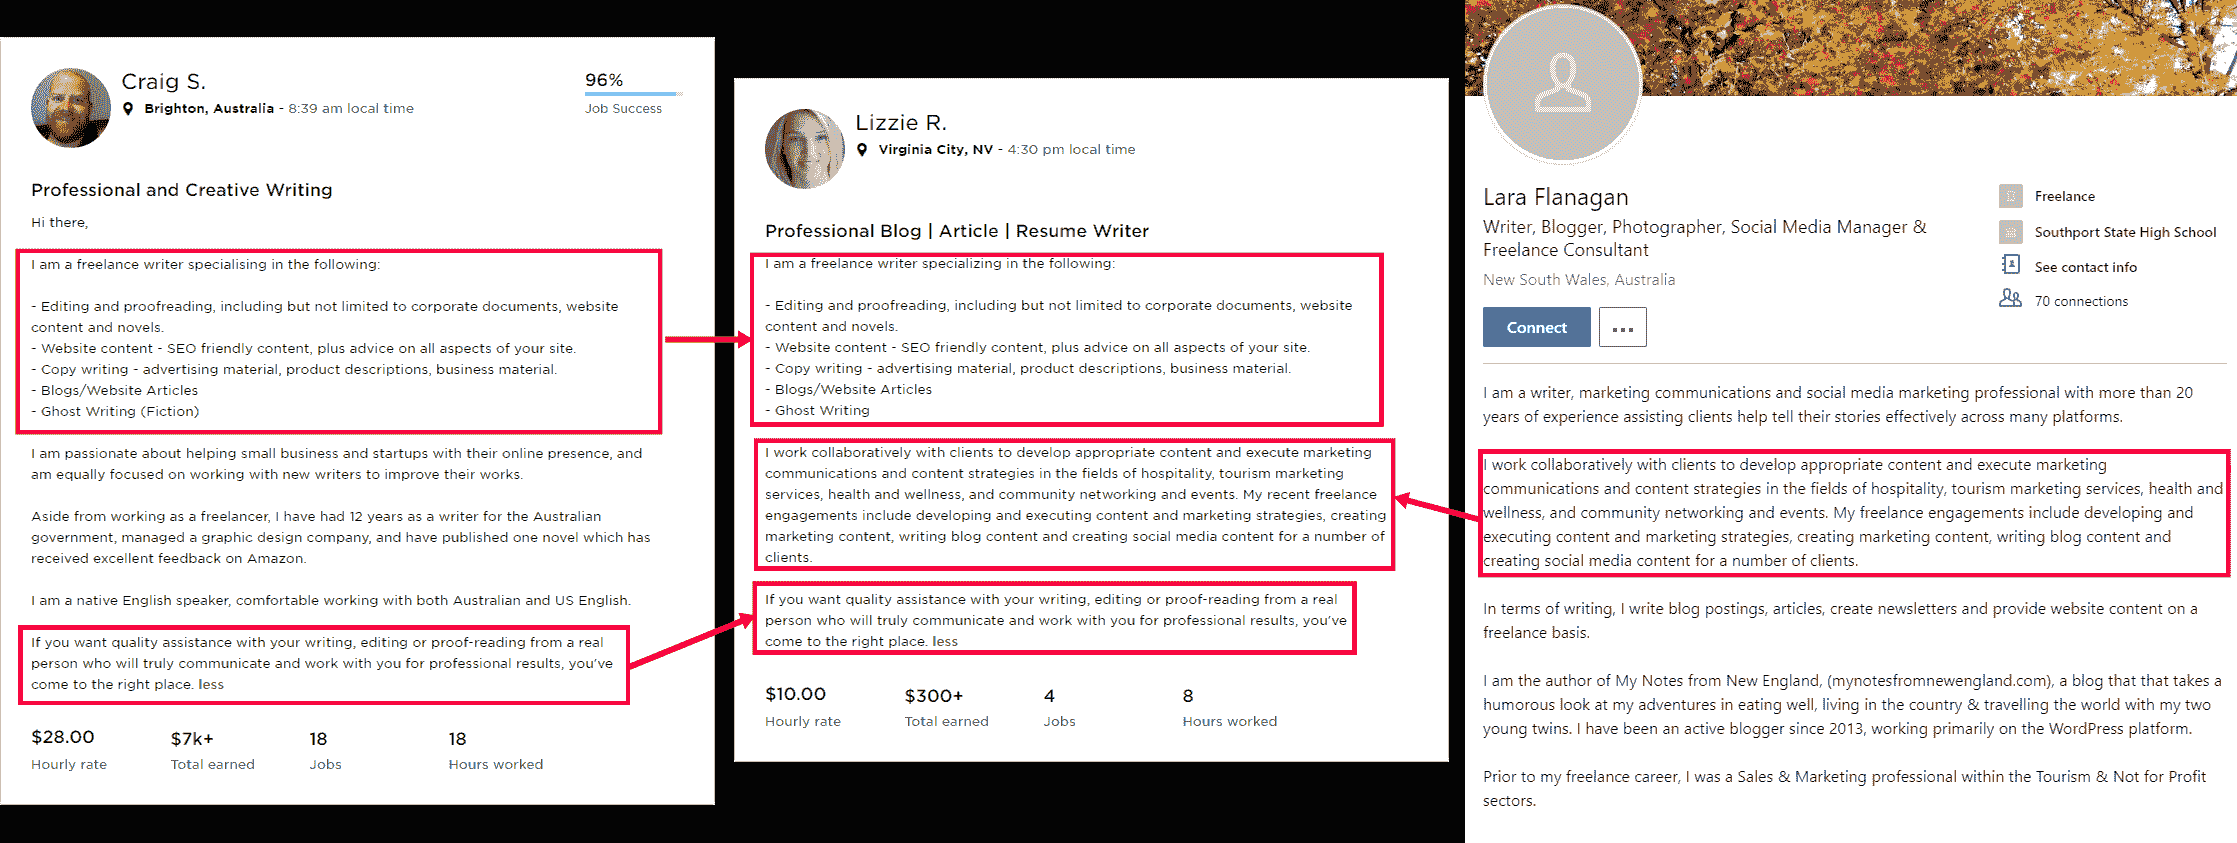 Craig S.
Brighton, Australia - 8:39 am local time
96%
Job Success
Professional and Creative Writing
Hi there,
I am a freelance writer specialising in the following:
- Editing and proofreading, including but not limited to corporate documents, website
content and novels.
- Website content - SEO friendly content, plus advice on all aspects of your site.
- Copy writing - advertising material, product descriptions, business material.
- Blogs/Website Articles
- Ghost Writing (Fiction)
I am passionate about helping small business and startups with their online presence, and
am equally focused on working with new writers to improve their works.
Aside from working as a freelancer, I have had 12 years as a writer for the Australian
government, managed a graphic design company, and have published one novel which has
received excellent feedback on Amazon.
I am a native English speaker, comfortable working with both Australian and US English.
If you want quality assistance with your writing, editing or proof-reading from a real
person who will truly communicate and work with you for professional results, you've
come to the right place. less
$28.00 $7k+ 18 18
Hourly rate Total earned Jobs Hours worked
Lizzie R.
Virginia City, NV - 4:30 pm local time
Professional Blog | Article | Resume Writer
I am a freelance writer specializing in the following:
- Editing and proofreading, including but not limited to corporate documents, website
content and novels.
- Website content - SEO friendly content, plus advice on all aspects of your site.
- Copy writing - advertising material, product descriptions, business material.
- Blogs/Website Articles
- Ghost Writing
I work collaboratively with clients to develop appropriate content and execute marketing
communications and content strategies in the fields of hospitality, tourism marketing
services, health and wellness, and community networking and events. My recent freelance
engagements include developing and executing content and marketing strategies, creating
marketing content, writing blog content and creating social media content for a number of
clients.
If you want quality assistance with your writing, editing or proof-reading from a real
person who will truly communicate and work with you for professional results, you've
come to the right place. less
$10.00 $300+ 4 8
Hourly rate Total earned Jobs Hours worked
Lara Flanagan
Writer, Blogger, Photographer, Social Media Manager &
Freelance Consultant
New South Wales, Australia
Connect ...
Freelance
Southport State High School
See contact info
70 connections
I am a writer, marketing communications and social media marketing professional with more than 20
years of experience assisting clients help tell their stories effectively across many platforms.
I work collaboratively with clients to develop appropriate content and execute marketing
communications and content strategies in the fields of hospitality, tourism marketing services, health and
wellness, and community networking and events. My freelance engagements include developing and
executing content and marketing strategies, creating marketing content, writing blog content and
creating social media content for a number of clients.
In terms of writing, I write blog postings, articles, create newsletters and provide website content on a
freelance basis.
I am the author of My Notes from New England, (mynotesfromnewengland.com), a blog that that takes a
humorous look at my adventures in eating well, living in the country & travelling the world with my two
young twins. I have been an active blogger since 2013, working primarily on the WordPress platform.
Prior to my freelance career, I was a Sales & Marketing professional within the Tourism & Not for Profit
sectors.